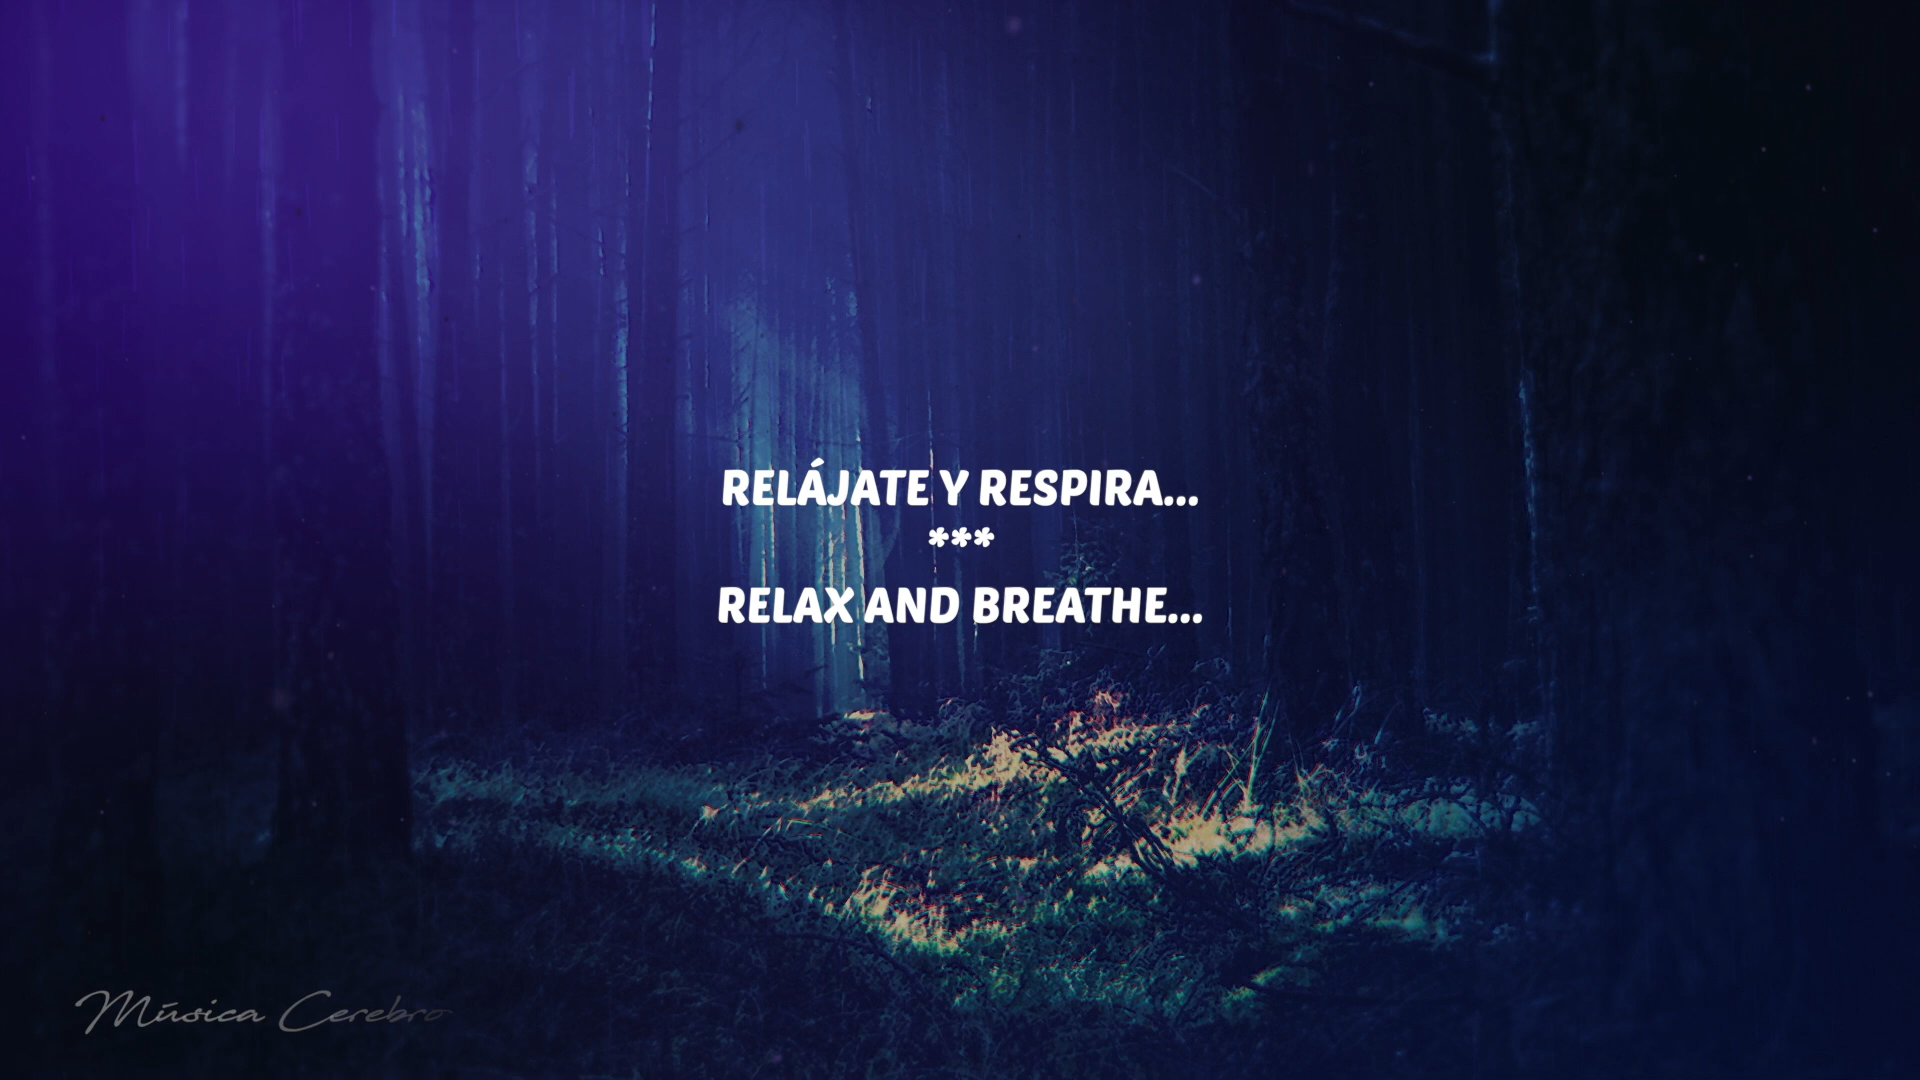 RELÁJATE Y RESPIRA...
***
RELAX AND BREATHE...
Música Cerebro